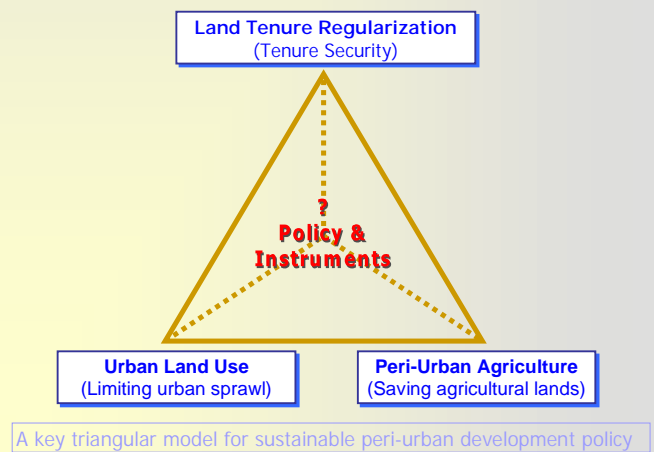 Land Tenure Regularization
(Tenure Security)
?
Policy &
Instruments
Urban Land Use
(Limiting urban sprawl)
Peri-Urban Agriculture
(Saving agricultural lands)
A key triangular model for sustainable peri-urban development policy